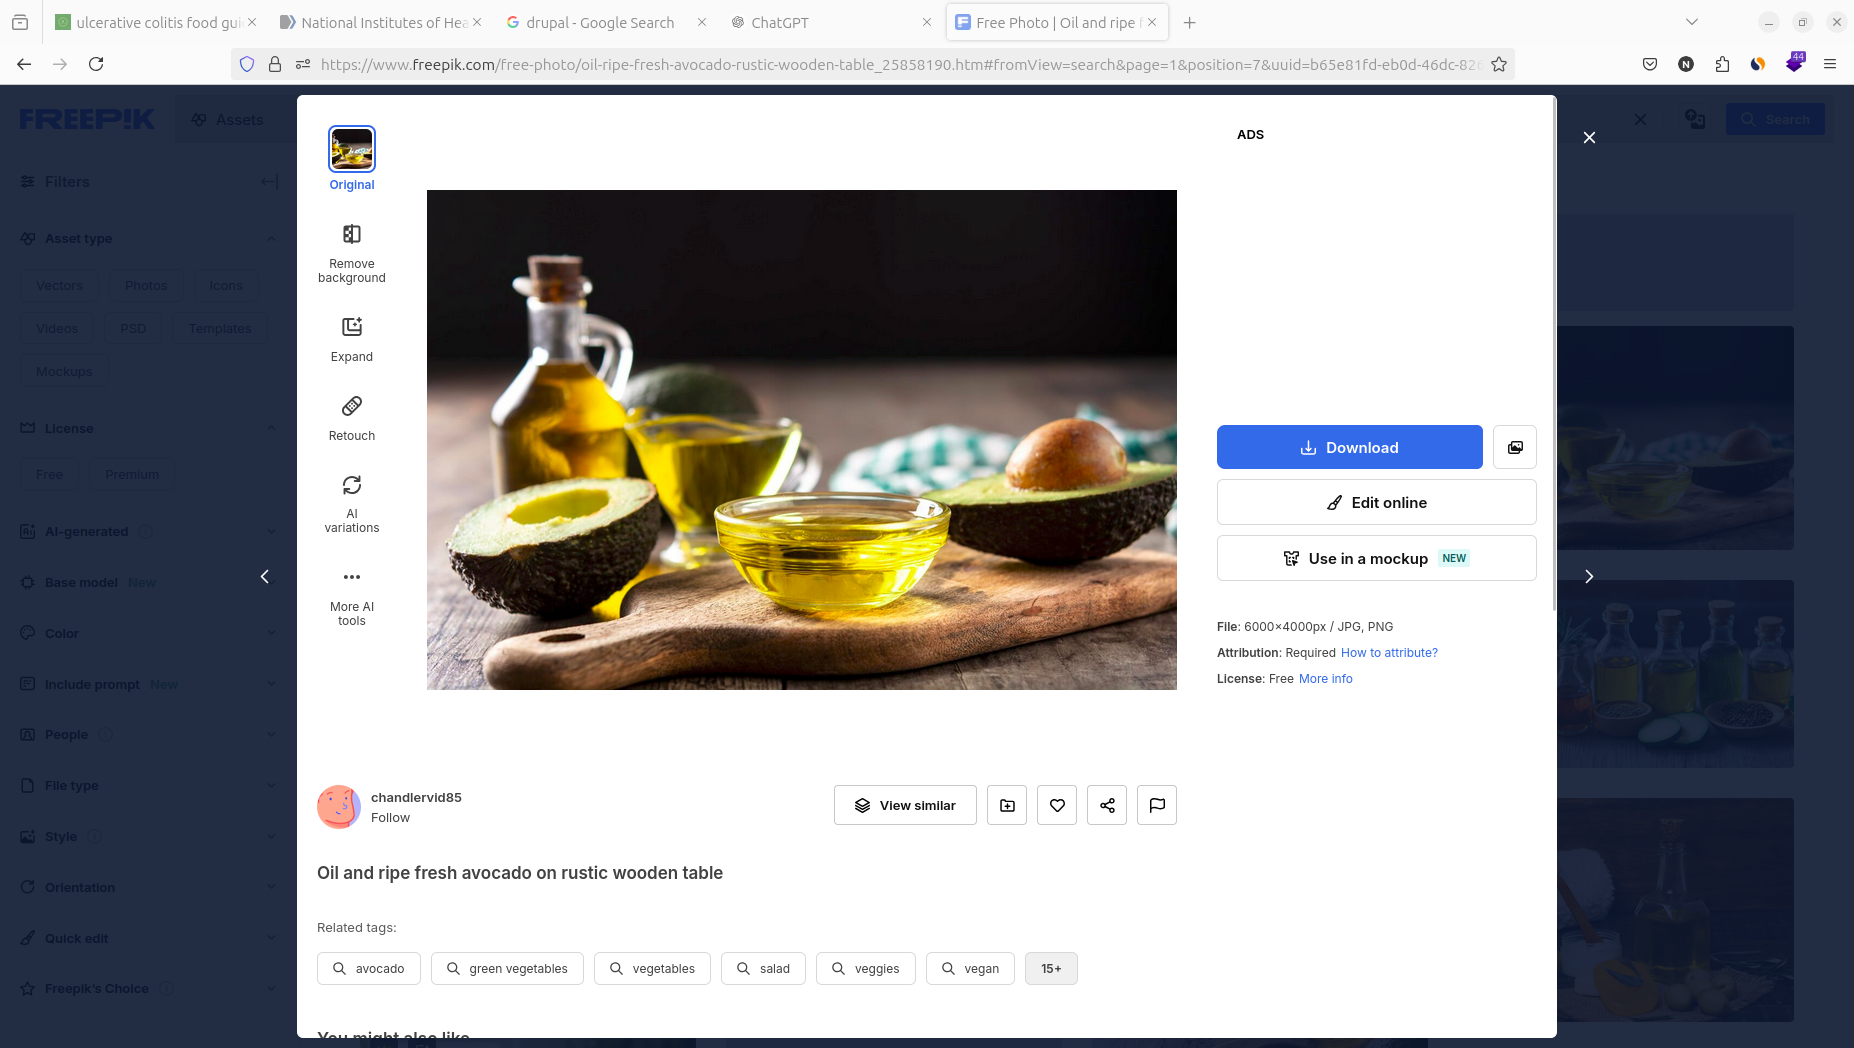 ulcerative colitis food gui
National Institutes of Hea
drupal - Google Search
ChatGPT
Free Photo | Oil and ripe f
https://www.freepik.com/free-photo/oil-ripe-fresh-avocado-rustic-wooden-table_25858190.htm#fromView=search&page=1&position=7&uuid=b65e81fd-eb0d-46dc-826
N
44
FREEPIK
Assets
Search
Filters
Asset type
Vectors
Photos
Icons
Videos
PSD
Templates
Mockups
License
Free
Premium
AI-generated
Base model New
Color
Include prompt New
People
File type
Style
Orientation
Quick edit
Freepik's Choice
Original
Remove
background
Expand
Retouch
AI
variations
More AI
tools
ADS
Download
Edit online
Use in a mockup NEW
File: 6000×4000px / JPG, PNG
Attribution: Required How to attribute?
License: Free More info
chandlervid85
Follow
View similar
Oil and ripe fresh avocado on rustic wooden table
Related tags:
avocado
green vegetables
vegetables
salad
veggies
vegan
15+
You might also like